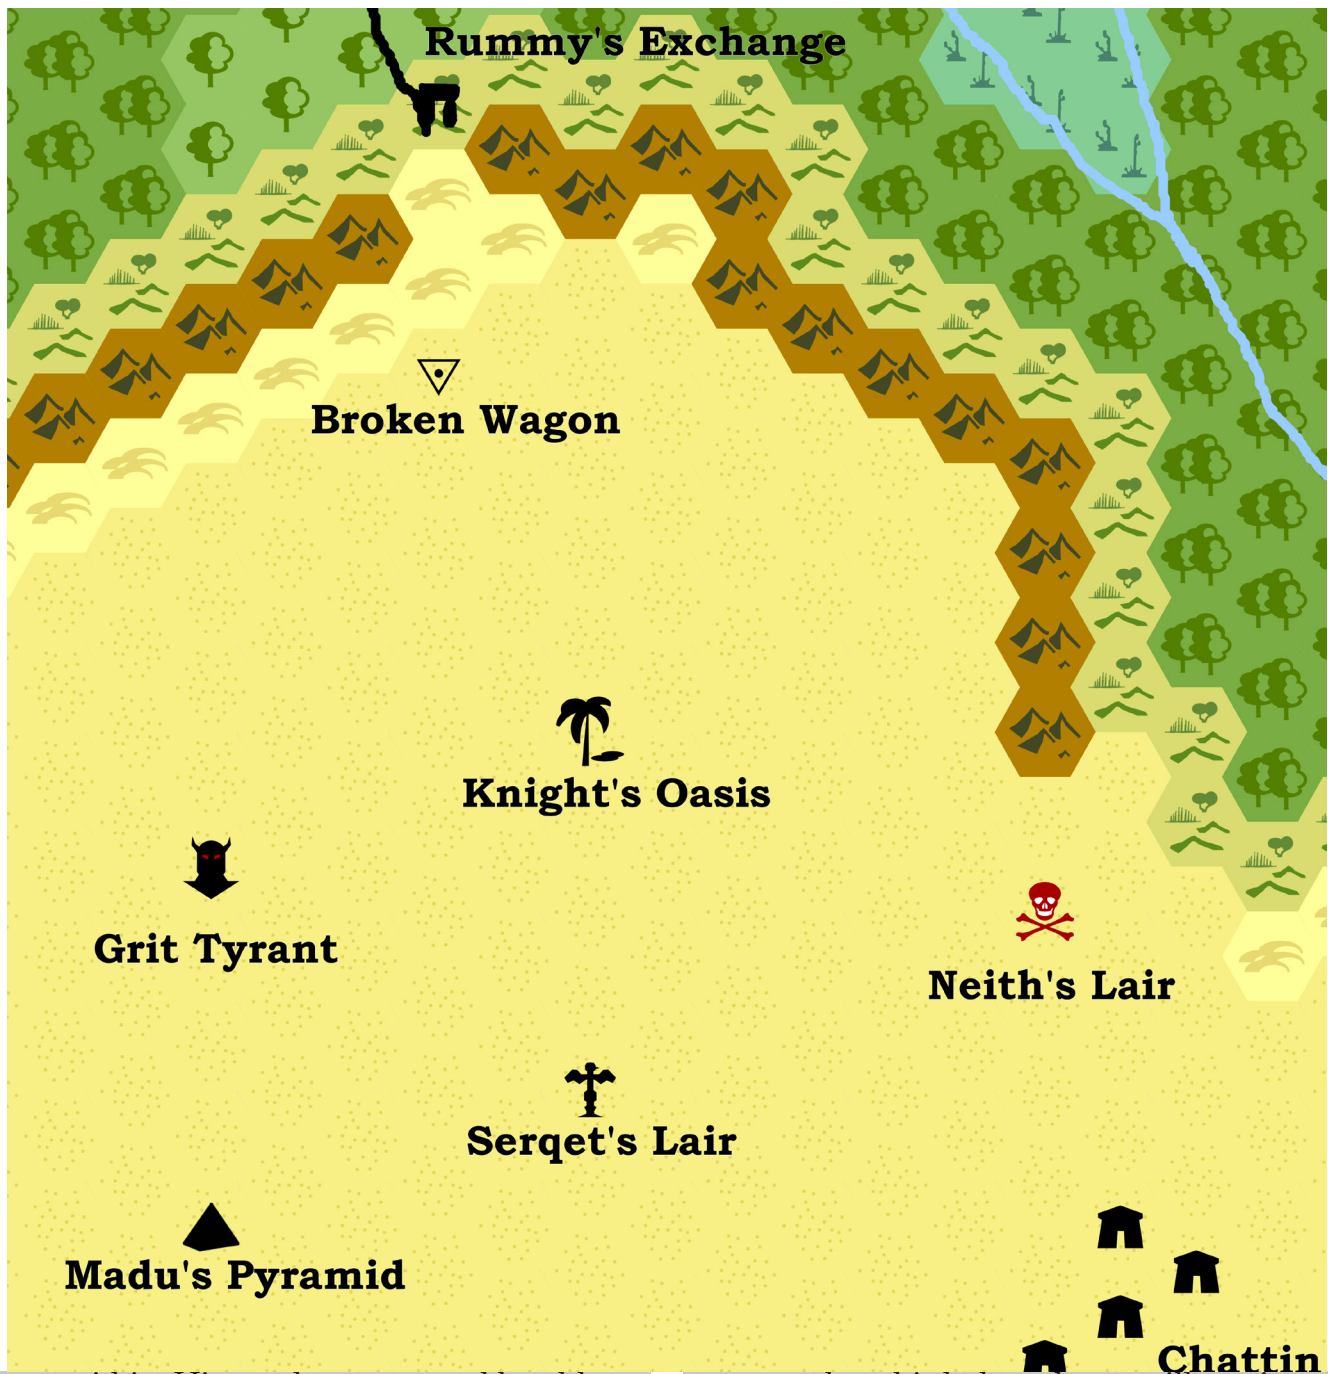 Rummy's Exchange
Broken Wagon
Knight's Oasis
Grit Tyrant
Neith's Lair
Serqet's Lair
Madu's Pyramid
Chattin